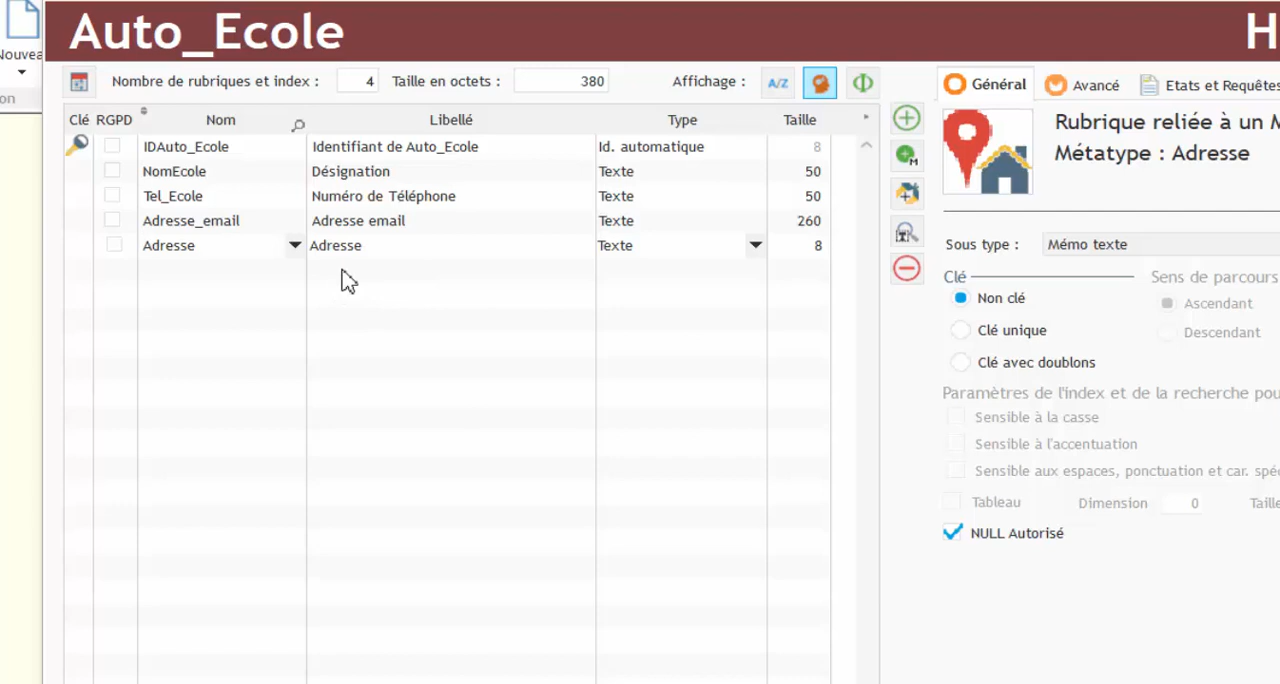 Auto_Ecole
Nombre de rubriques et index : 4 Taille en octets : 380 Affichage : A/Z
Général Avancé Etats et Requêtes
Clé RGPD Nom Libellé Type Taille
IDAuto_Ecole Identifiant de Auto_Ecole Id. automatique 8
NomEcole Désignation Texte 50
Tel_Ecole Numéro de Téléphone Texte 50
Adresse_email Adresse email Texte 260
Adresse Adresse Texte 8
Rubrique reliée à un M
Métatype : Adresse
Sous type : Mémo texte
Clé Sens de parcours
Non clé Ascendant
Clé unique Descendant
Clé avec doublons
Paramètres de l'index et de la recherche pou
Sensible à la casse
Sensible à l'accentuation
Sensible aux espaces, ponctuation et car. spé
Tableau Dimension 0 Taille
NULL Autorisé